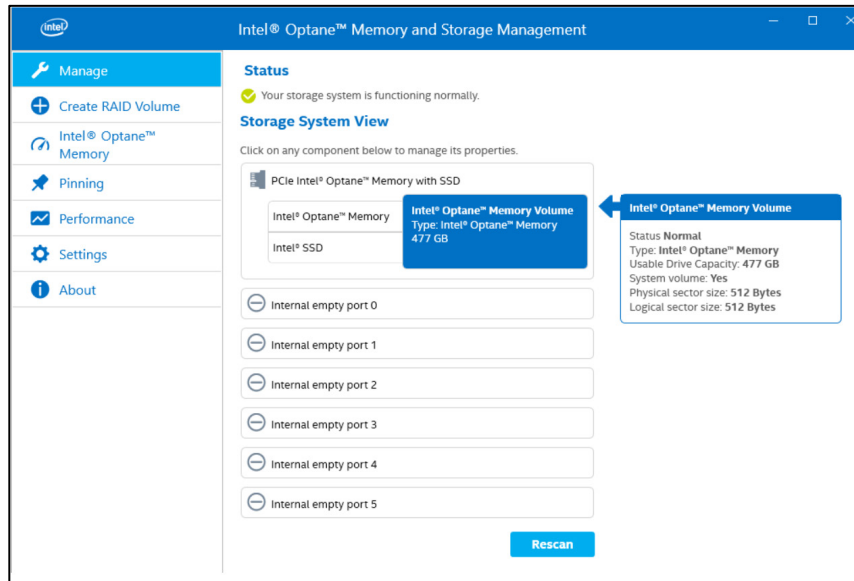 intel
Intel® Optane™ Memory and Storage Management
Manage
Create RAID Volume
Intel® Optane™
Memory
Pinning
Performance
Settings
About
Status
Your storage system is functioning normally.
Storage System View
Click on any component below to manage its properties.
PCIe Intel® Optane™ Memory with SSD
Intel® Optane™ Memory
Intel® SSD
Intel® Optane™ Memory Volume
Type: Intel® Optane™ Memory
477 GB
Internal empty port 0
Internal empty port 1
Internal empty port 2
Internal empty port 3
Internal empty port 4
Internal empty port 5
Rescan
Intel® Optane™ Memory Volume
Status Normal
Type: Intel® Optane™ Memory
Usable Drive Capacity: 477 GB
System volume: Yes
Physical sector size: 512 Bytes
Logical sector size: 512 Bytes